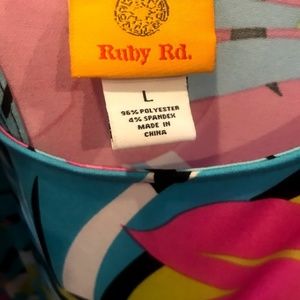 Ruby Rd.
L
96% POLYESTER
4% SPANDEX
MADE IN
CHINA